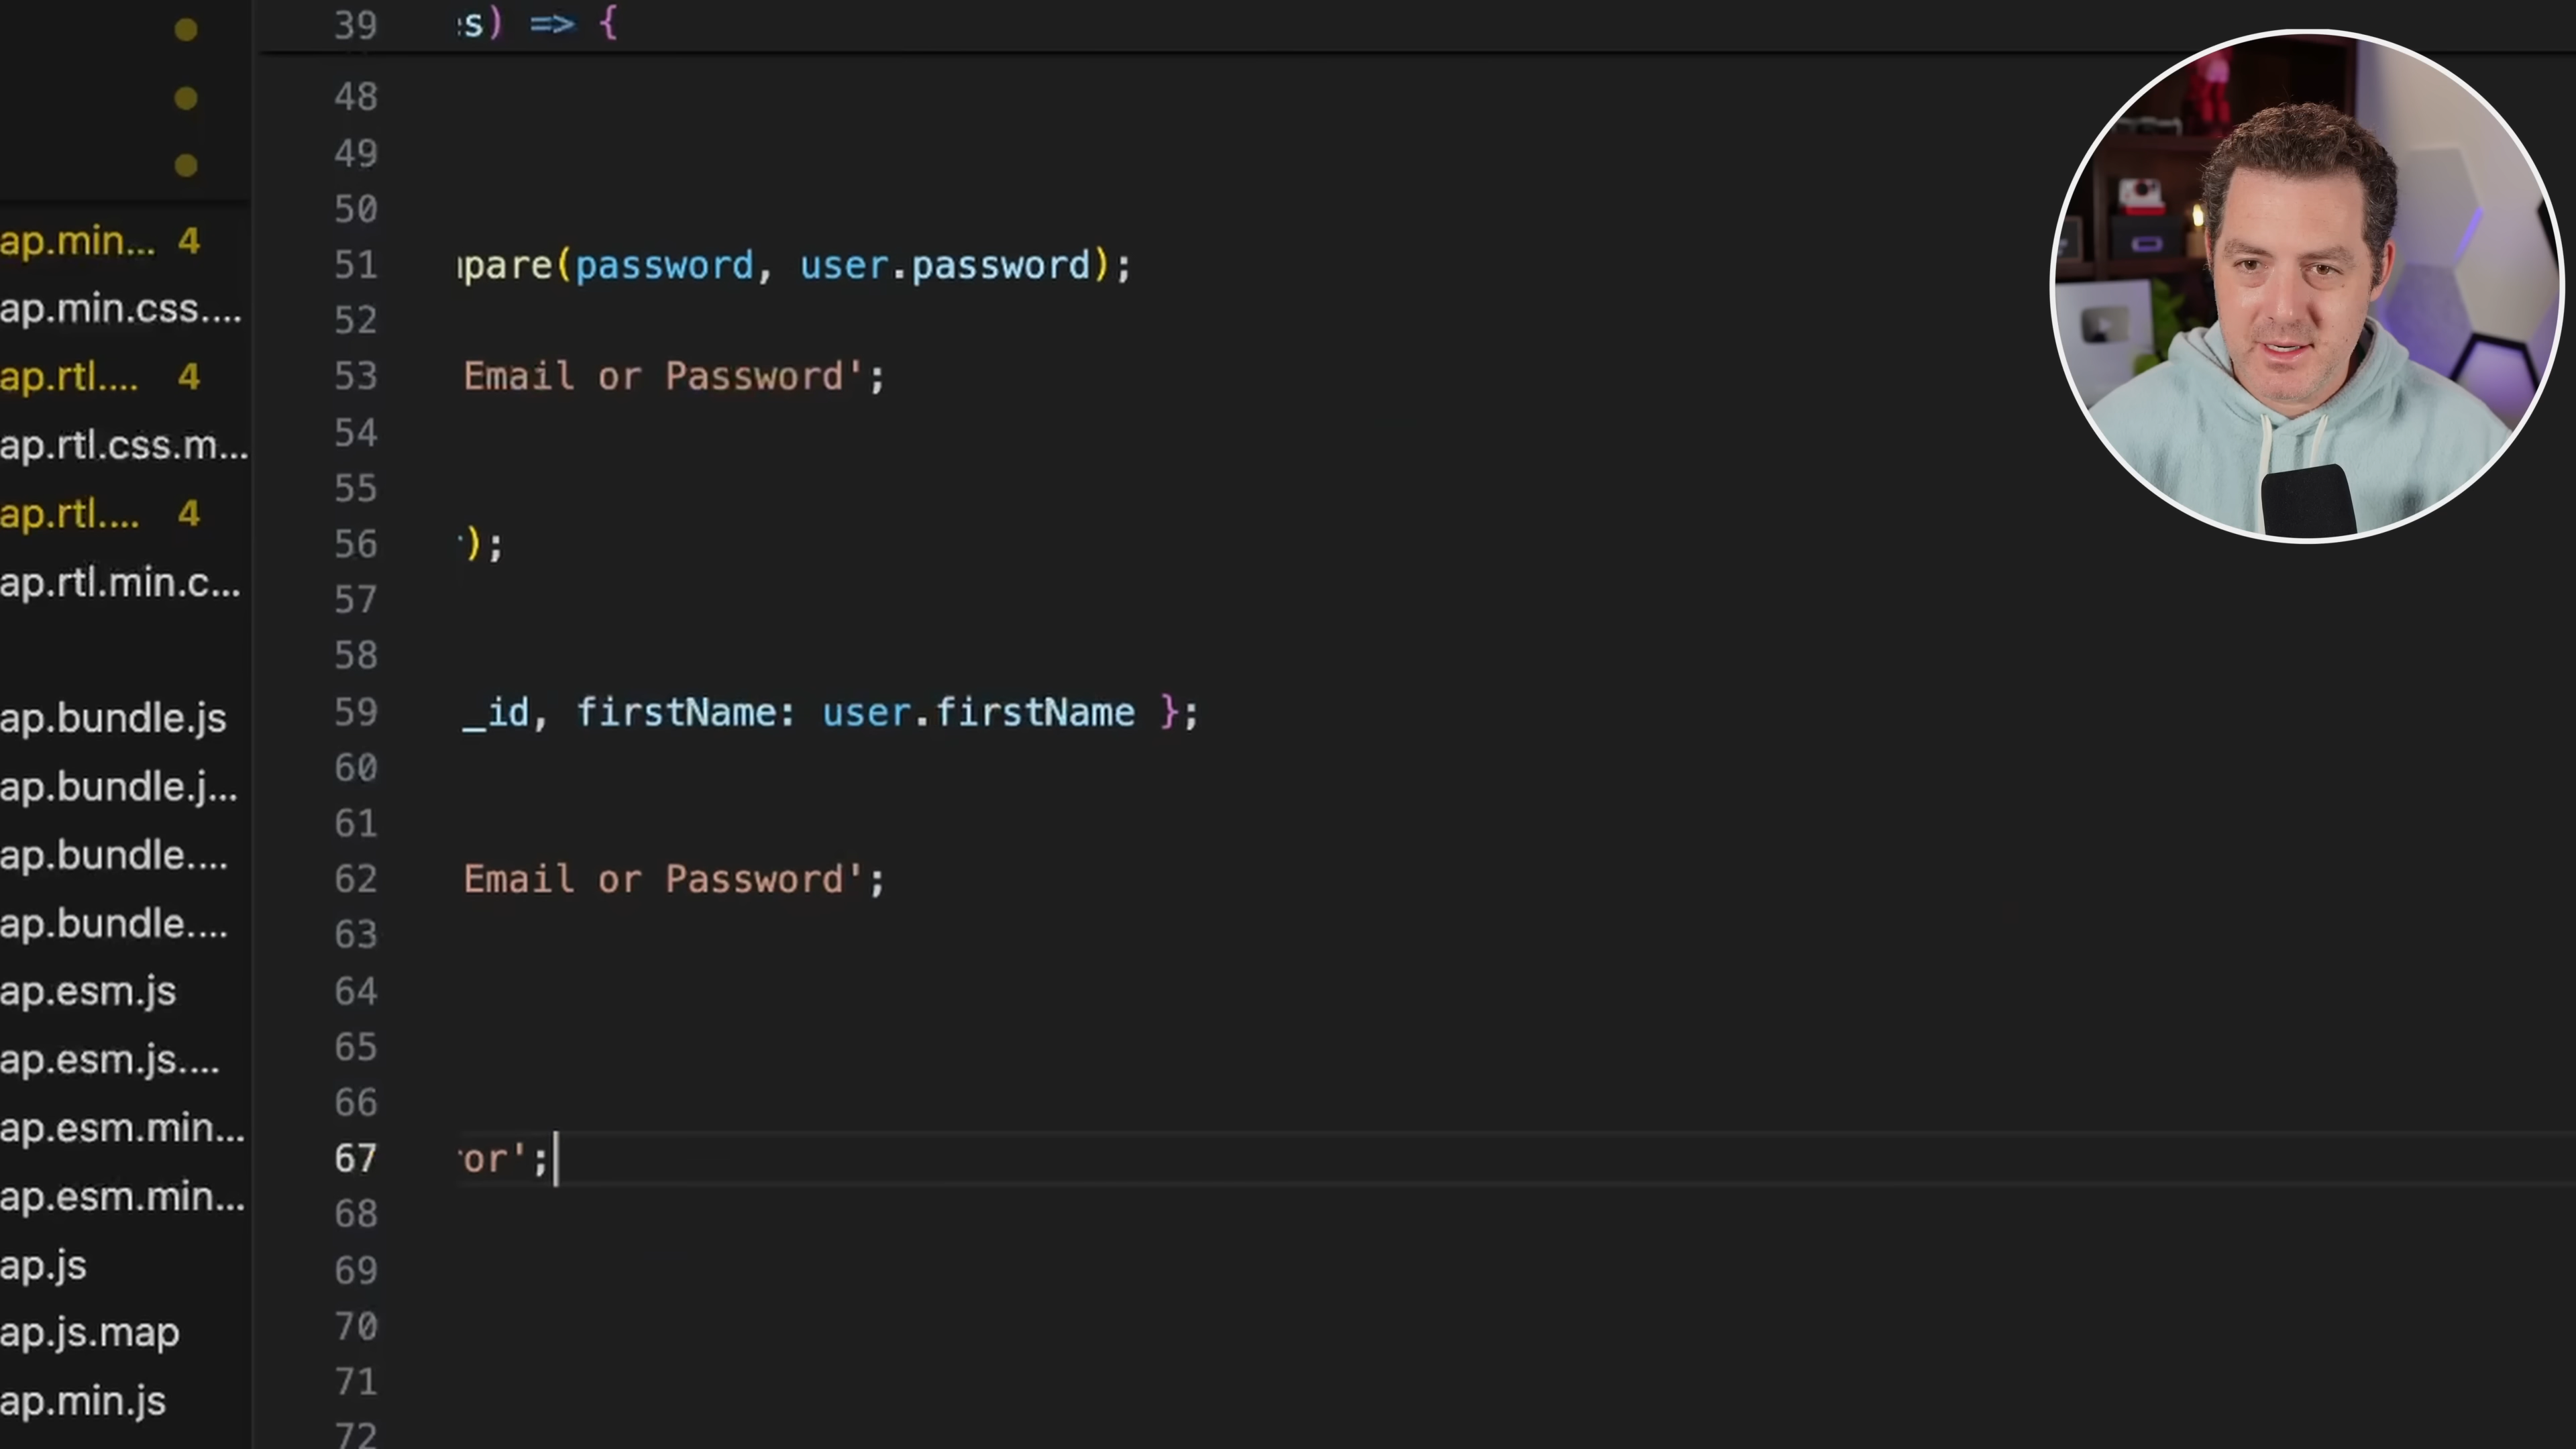 ap.min... 4
ap.min.css....
ap.rtl.... 4
ap.rtl.css.m...
ap.rtl.... 4
ap.rtl.min.c...
ap.bundle.js
ap.bundle.j...
ap.bundle....
ap.bundle....
ap.esm.js
ap.esm.js....
ap.esm.min...
ap.esm.min...
ap.js
ap.js.map
ap.min.js
39 s) => {
48
49
50
51 pare(password, user.password);
52
53 Email or Password';
54
55
56 );
57
58
59 _id, firstName: user.firstName };
60
61
62 Email or Password';
63
64
65
66
67 or';
68
69
70
71
72